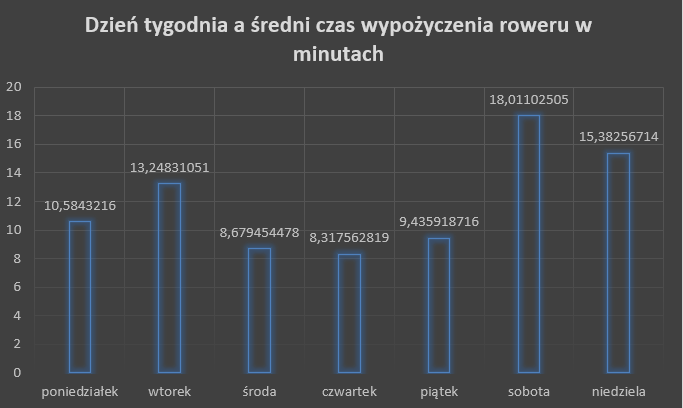 Dzień tygodnia a średni czas wypożyczenia roweru w
minutach
20
18
16
14
12
10
8
6
4
2
0
10,5843216
13,24831051
8,679454478
8,317562819
9,435918716
18,01102505
15,38256714
poniedziałek
wtorek
środa
czwartek
piątek
sobota
niedziela